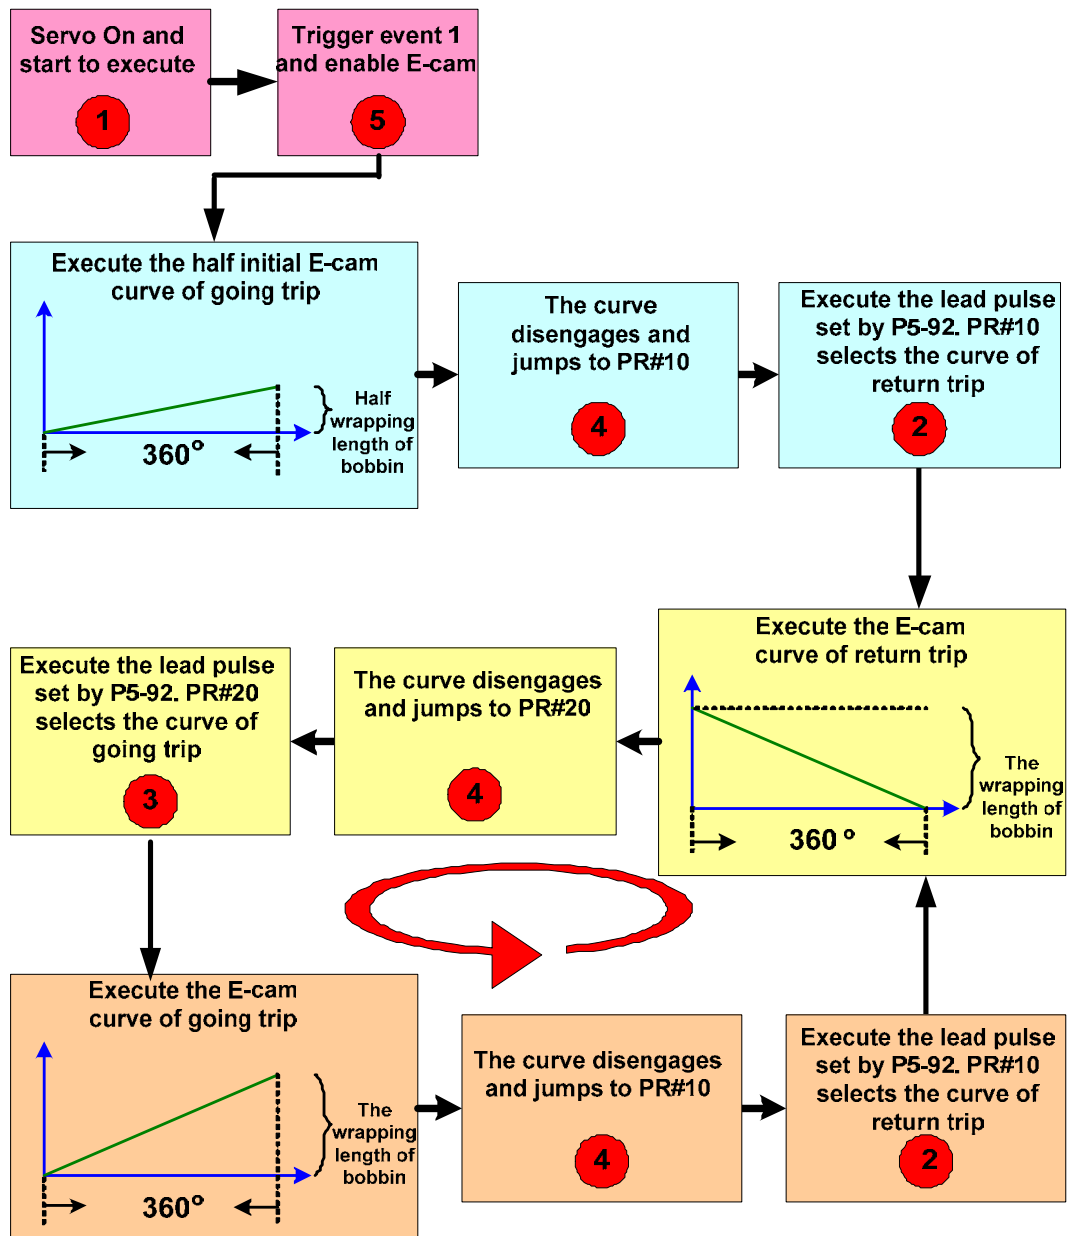 Servo On and
start to execute
1
Trigger event 1
and enable E-cam
5
Execute the half initial E-cam
curve of going trip
Half
wrapping
length of
bobbin
360°
The curve
disengages and
jumps to PR#10
4
Execute the lead pulse
set by P5-92. PR#10
selects the curve of
return trip
2
Execute the E-cam
curve of return trip
The
wrapping
length of
bobbin
360 °
The curve disengages
and jumps to PR#20
4
Execute the lead pulse
set by P5-92. PR#20
selects the curve of
going trip
3
Execute the E-cam
curve of going trip
The
wrapping
length of
bobbin
360°
The curve disengages
and jumps to PR#10
4
Execute the lead pulse
set by P5-92. PR#10
selects the curve of
return trip
2